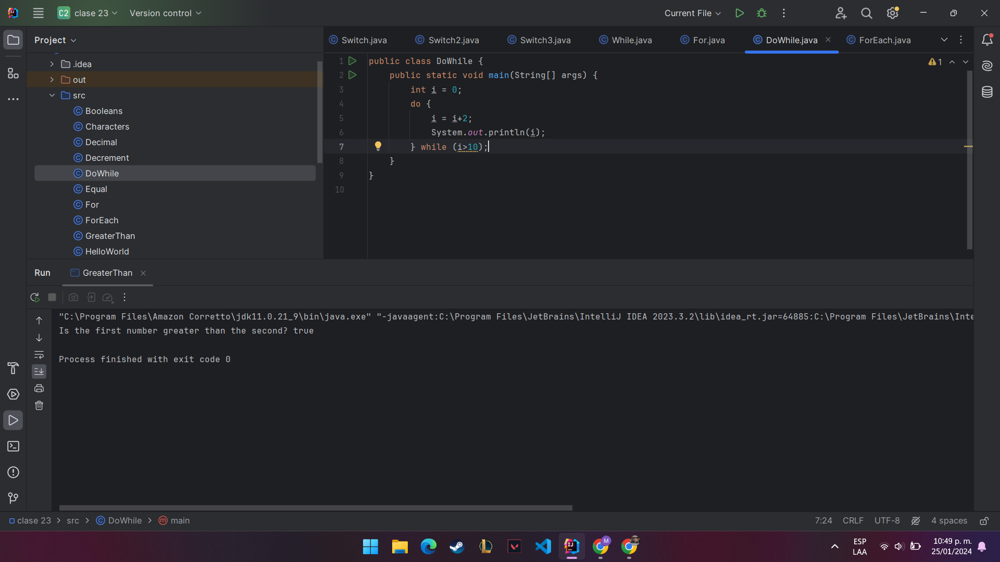 C2 clase 23 Version control Current File
Project
Switch.java Switch2.java Switch3.java While.java For.java DoWhile.java ForEach.java
.idea
out
src
Booleans
Characters
Decimal
Decrement
DoWhile
Equal
For
ForEach
GreaterThan
HelloWorld
1 public class DoWhile {
2 public static void main(String[] args) {
3 int i = 0;
4 do {
5 i = i+2;
6 System.out.println(i);
7 } while (i>10);
8 }
9 }
10
1
Run GreaterThan
"C:\Program Files\Amazon Corretto\jdk11.0.21_9\bin\java.exe" "-javaagent:C:\Program Files\JetBrains\IntelliJ IDEA 2023.3.2\lib\idea_rt.jar=64885:C:\Program Files\JetBrains\Inte
Is the first number greater than the second? true
Process finished with exit code 0
clase 23 src DoWhile main 7:24 CRLF UTF-8 4 spaces
ESP
LAA
10:49 p. m.
25/01/2024